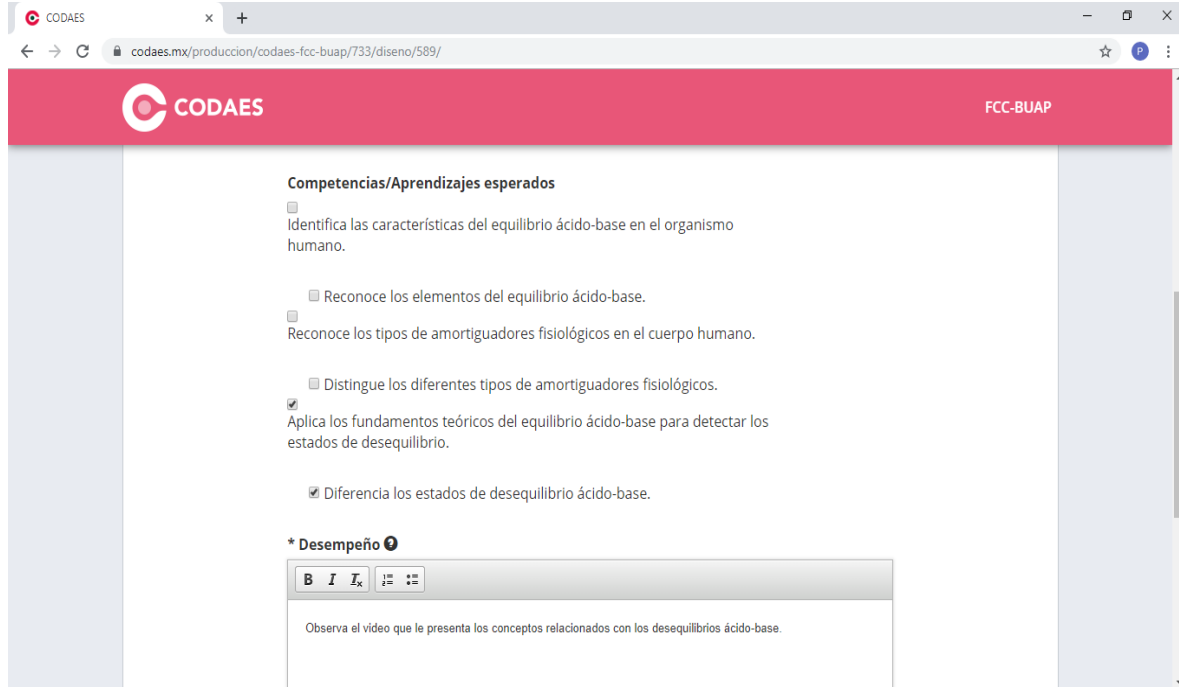 CODAES
codaes.mx/produccion/codaes-fcc-buap/733/diseno/589/
P
CODAES
FCC-BUAP
Competencias/Aprendizajes esperados
Identifica las características del equilibrio ácido-base en el organismo
humano.
Reconoce los elementos del equilibrio ácido-base.
Reconoce los tipos de amortiguadores fisiológicos en el cuerpo humano.
Distingue los diferentes tipos de amortiguadores fisiológicos.
Aplica los fundamentos teóricos del equilibrio ácido-base para detectar los
estados de desequilibrio.
Diferencia los estados de desequilibrio ácido-base.
* Desempeño ?
B I Ix
Observa el video que le presenta los conceptos relacionados con los desequilibrios ácido-base.